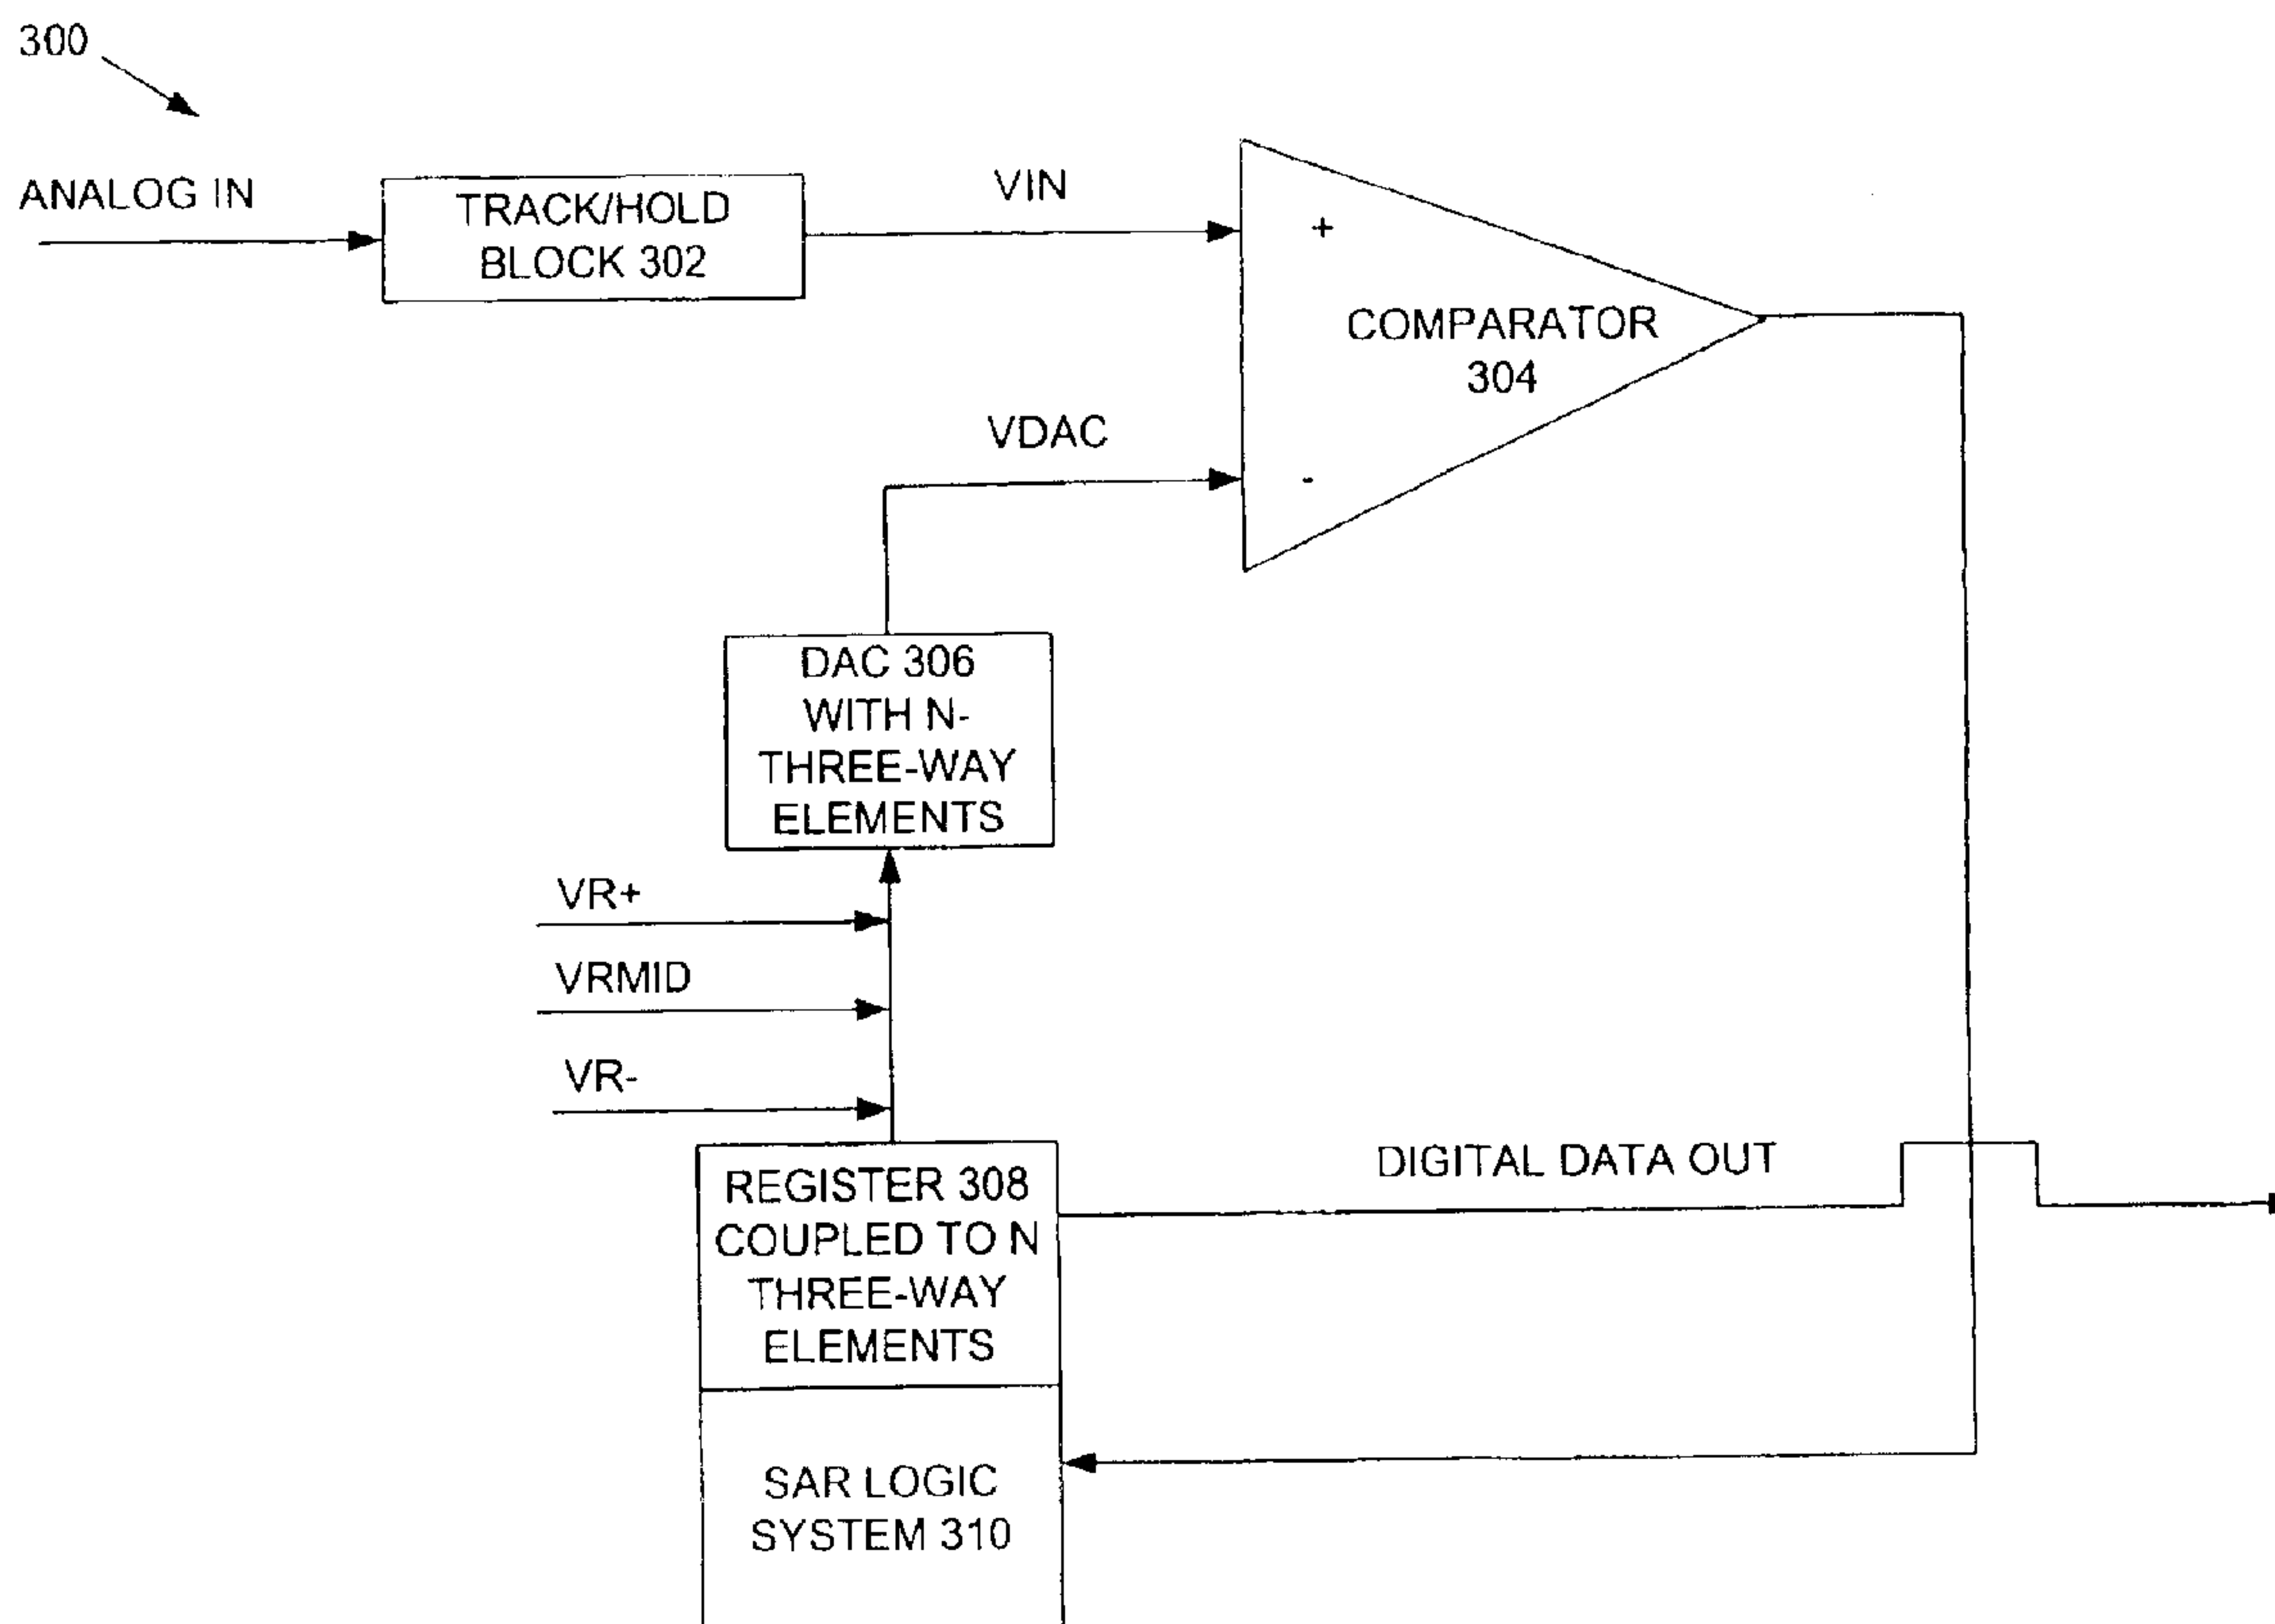 300
ANALOG IN
TRACK/HOLD
BLOCK 302
VIN
+
COMPARATOR
304
VDAC
-
DAC 306
WITH N-
THREE-WAY
ELEMENTS
VR+
VRMID
VR-
REGISTER 308
COUPLED TO N
THREE-WAY
ELEMENTS
DIGITAL DATA OUT
SAR LOGIC
SYSTEM 310